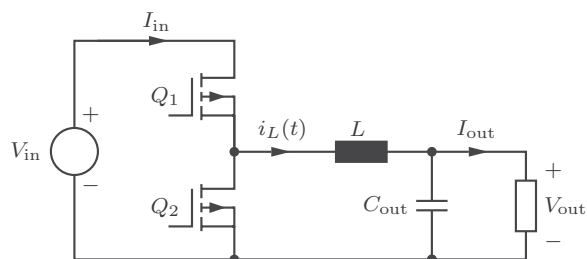 I_in
Q_1
i_L(t)
L
I_out
+
V_in
−
Q_2
C_out
+
V_out
−